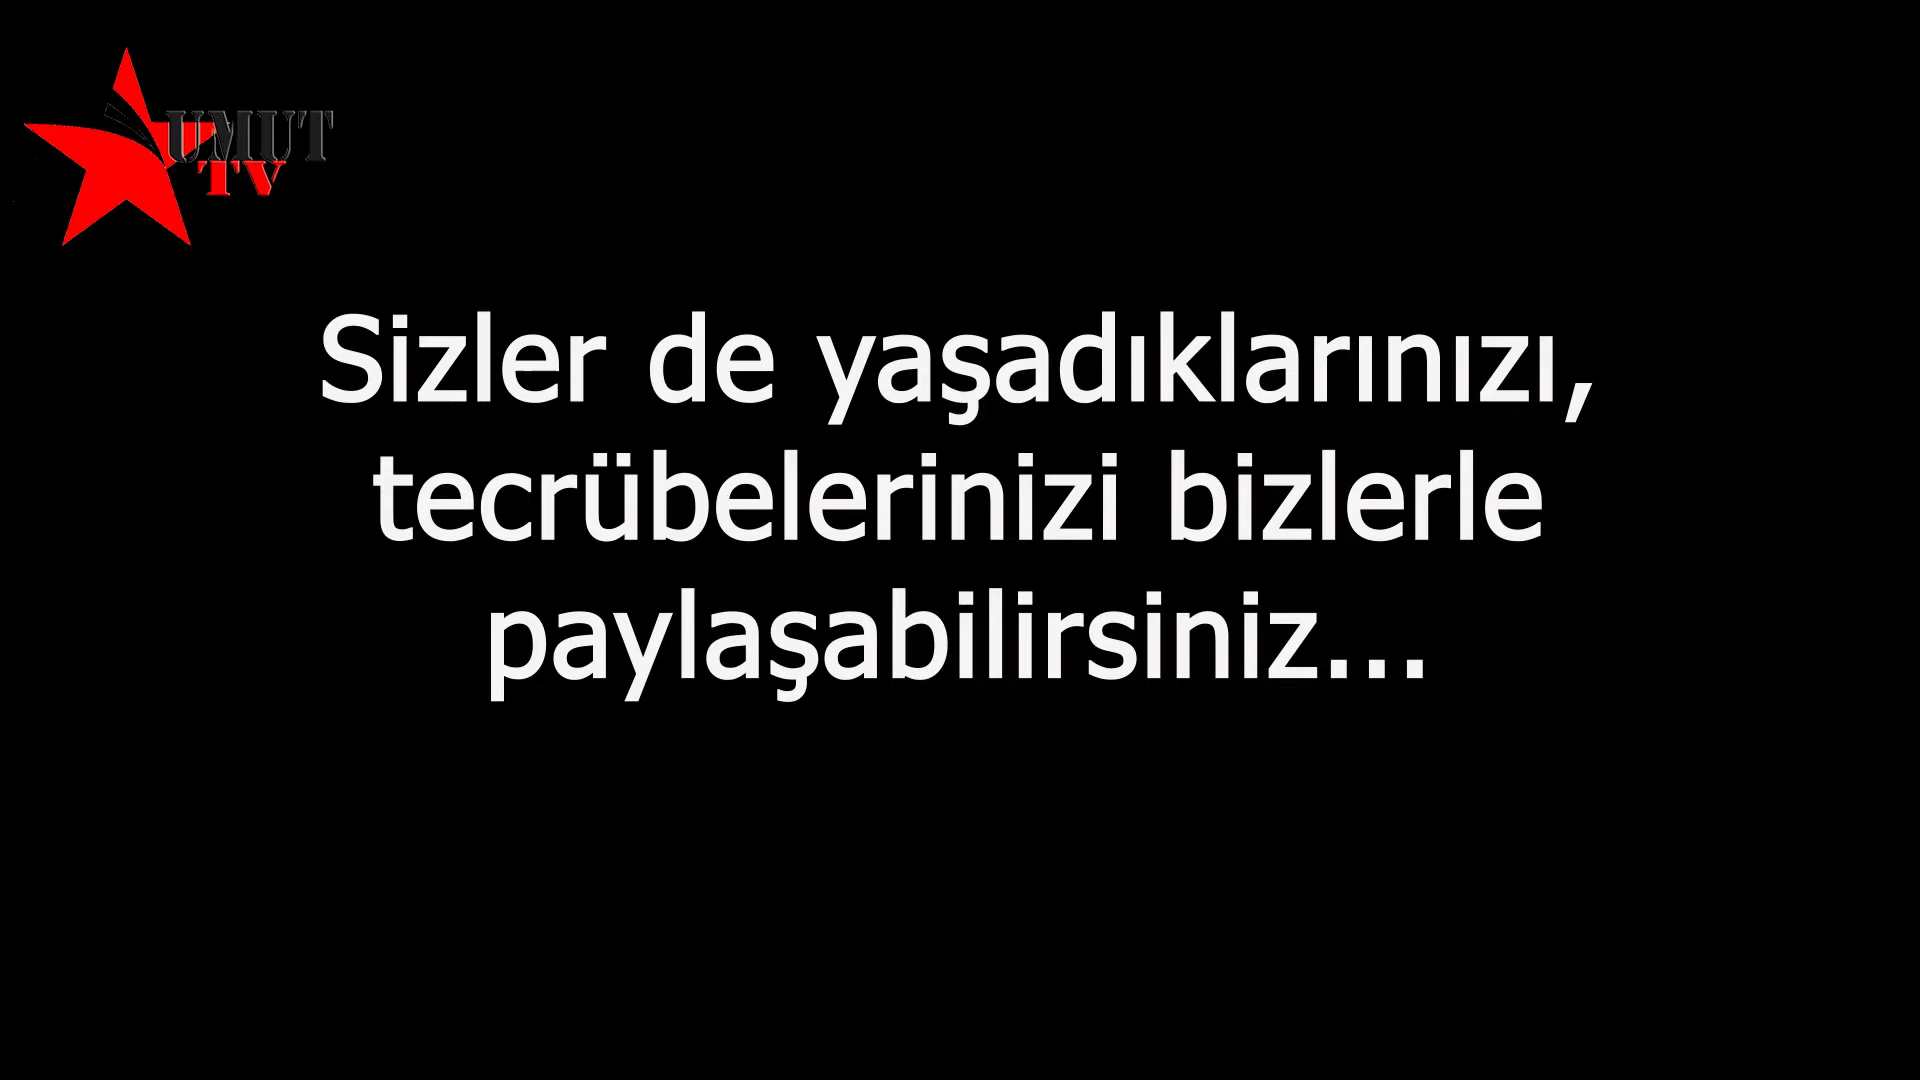 UMUT
TV
Sizler de yaşadıklarınızı,
tecrübelerinizi bizlerle
paylaşabilirsiniz...